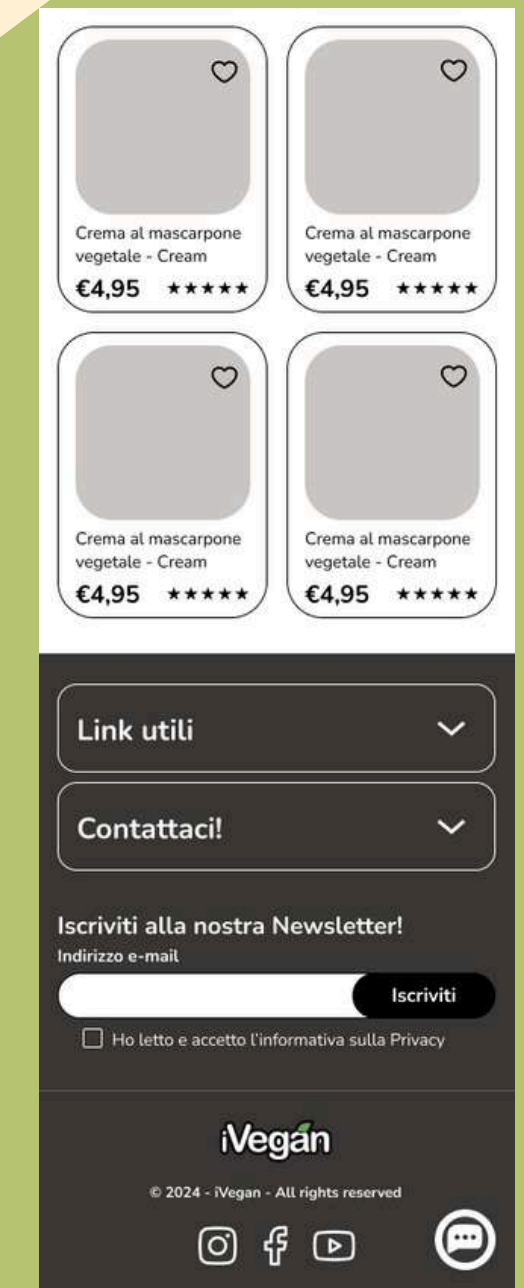 Crema al mascarpone
vegetale - Cream
€4,95 ★★★★★
Crema al mascarpone
vegetale - Cream
€4,95 ★★★★★
Crema al mascarpone
vegetale - Cream
€4,95 ★★★★★
Crema al mascarpone
vegetale - Cream
€4,95 ★★★★★
Link utili
Contattaci!
Iscriviti alla nostra Newsletter!
Indirizzo e-mail
Iscriviti
Ho letto e accetto l'informativa sulla Privacy
iVegan
© 2024 - iVegan - All rights reserved